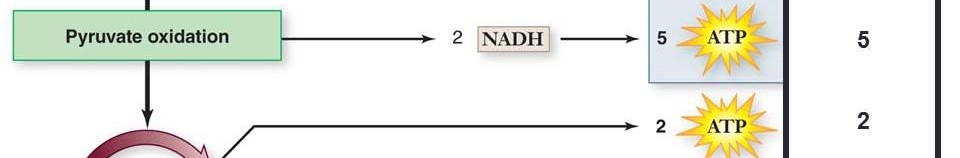 Pyruvate oxidation 2 NADH 5 ATP 5
2 ATP 2